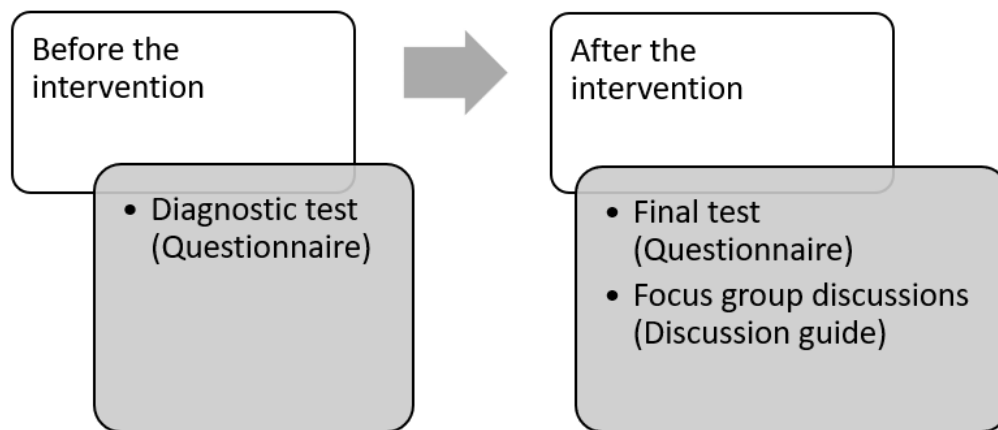 Before the
intervention
• Diagnostic test
(Questionnaire)
After the
intervention
• Final test
(Questionnaire)
• Focus group discussions
(Discussion guide)